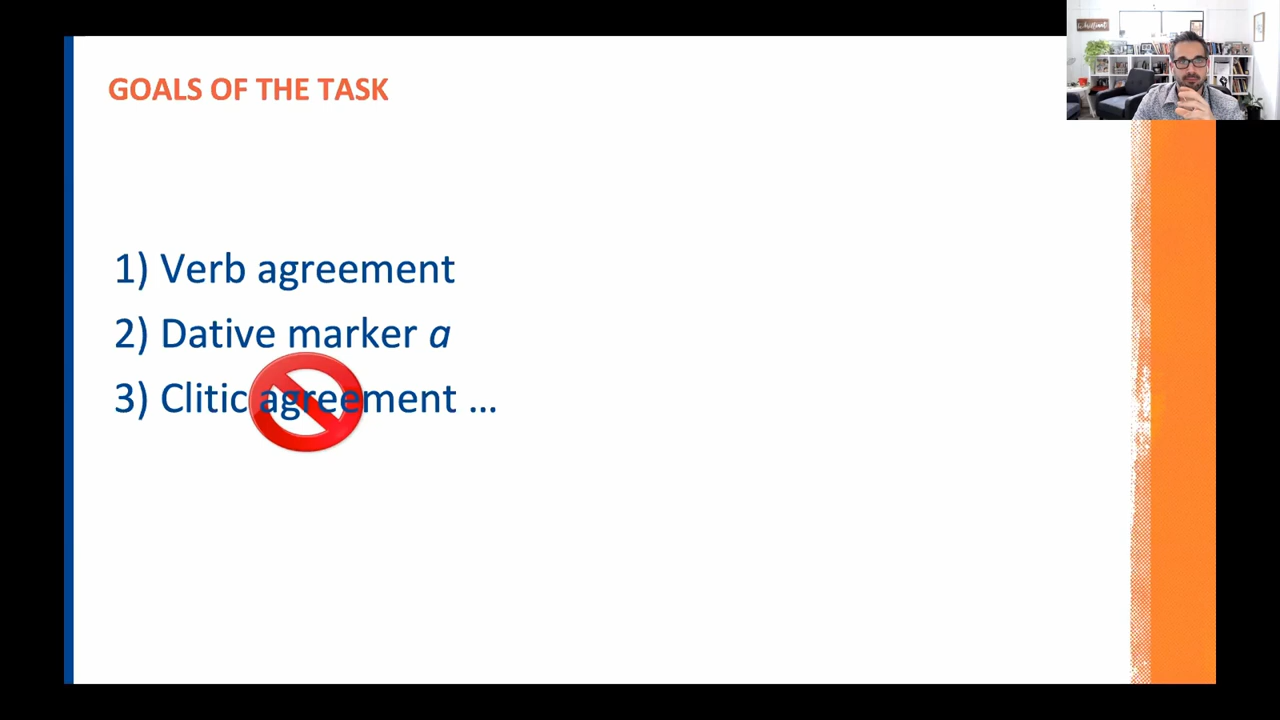 GOALS OF THE TASK
1) Verb agreement
2) Dative marker a
3) Clitic agreement ...